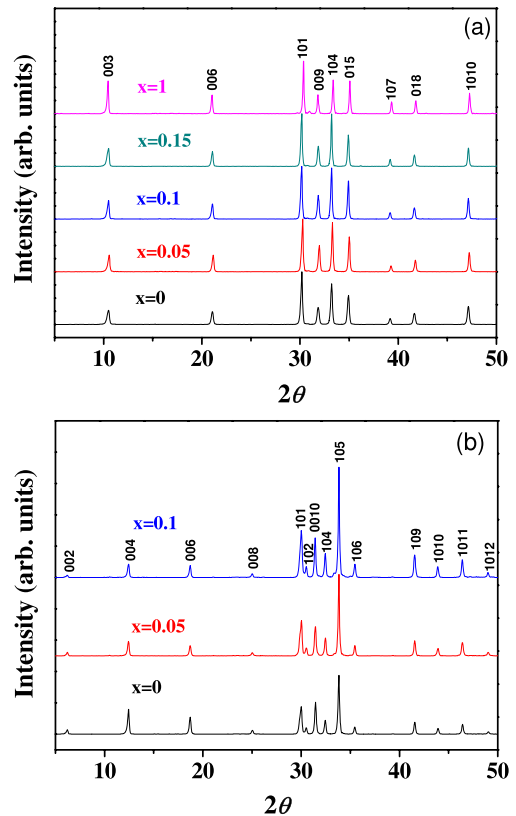 (a)
003
006
101
009
104
015
107
018
1010
x=1
x=0.15
x=0.1
x=0.05
x=0
Intensity (arb. units)
10 20 30 40 50
2θ
(b)
002
004
006
008
101
102
0010
104
105
106
109
1010
1011
1012
x=0.1
x=0.05
x=0
Intensity (arb. units)
10 20 30 40 50
2θ